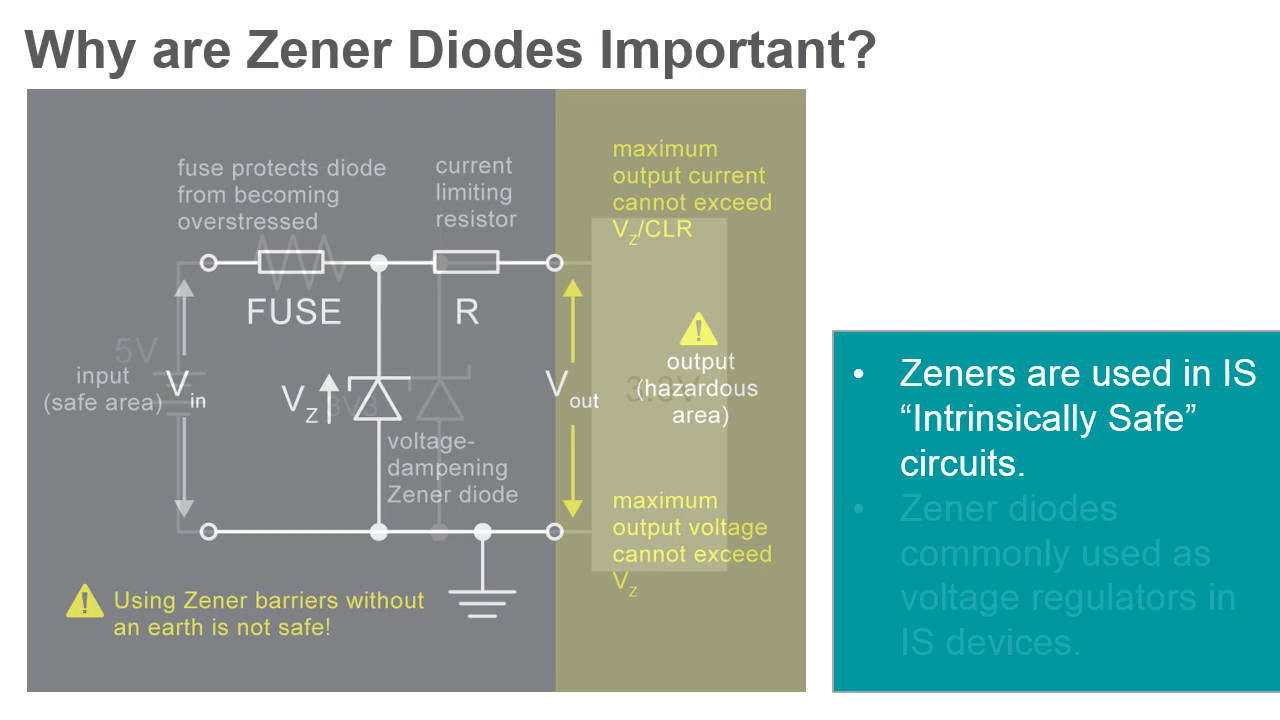 Why are Zener Diodes Important?
fuse protects diode
from becoming
overstressed
current
limiting
resistor
maximum
output current
cannot exceed
VZ/CLR
FUSE
R
5V
input
(safe area)
Vin
VZ
3V3
Vout
3.3V
output
(hazardous
area)
voltage-
dampening
Zener diode
maximum
output voltage
cannot exceed
VZ
Using Zener barriers without
an earth is not safe!
• Zeners are used in IS
“Intrinsically Safe”
circuits.
• Zener diodes
commonly used as
voltage regulators in
IS devices.